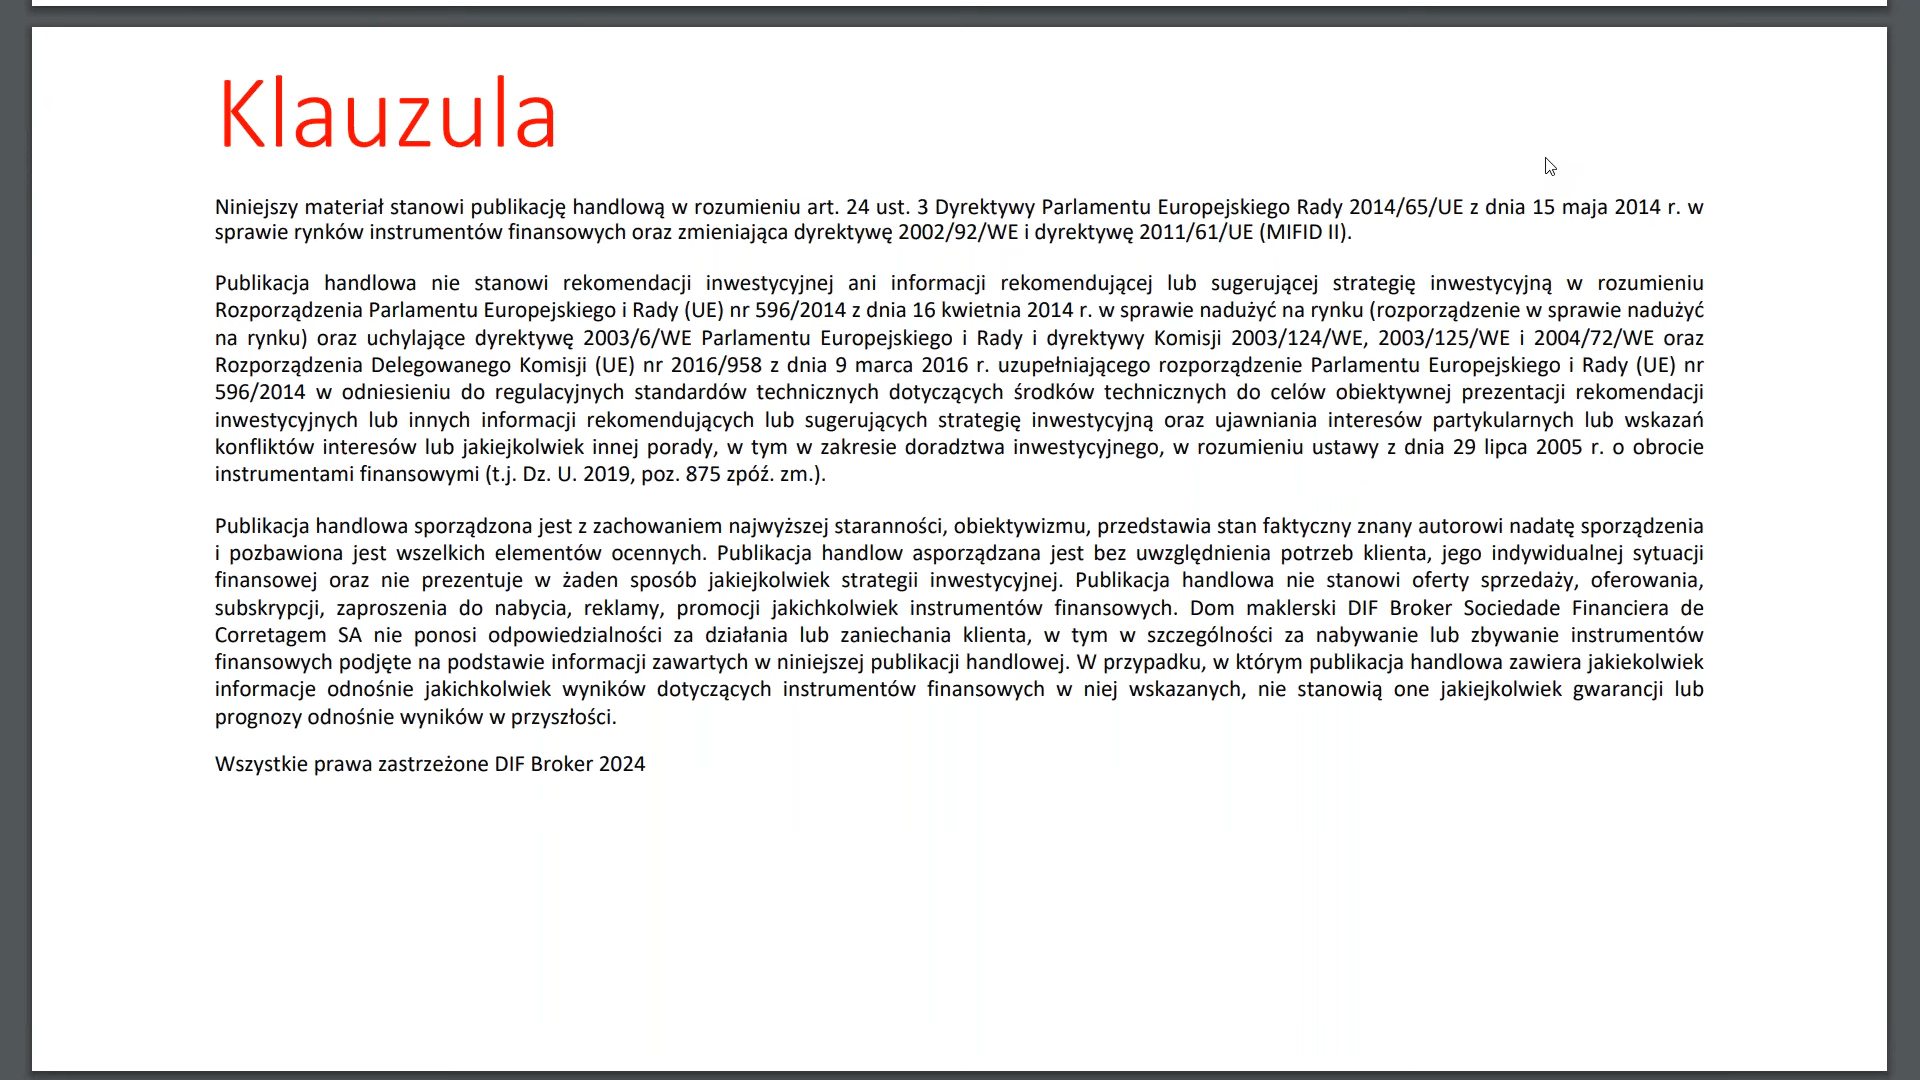 Klauzula
Niniejszy materiał stanowi publikację handlową w rozumieniu art. 24 ust. 3 Dyrektywy Parlamentu Europejskiego Rady 2014/65/UE z dnia 15 maja 2014 r. w
sprawie rynków instrumentów finansowych oraz zmieniająca dyrektywę 2002/92/WE i dyrektywę 2011/61/UE (MIFID II).
Publikacja handlowa nie stanowi rekomendacji inwestycyjnej ani informacji rekomendującej lub sugerującej strategię inwestycyjną w rozumieniu
Rozporządzenia Parlamentu Europejskiego i Rady (UE) nr 596/2014 z dnia 16 kwietnia 2014 r. w sprawie nadużyć na rynku (rozporządzenie w sprawie nadużyć
na rynku) oraz uchylające dyrektywę 2003/6/WE Parlamentu Europejskiego i Rady i dyrektywy Komisji 2003/124/WE, 2003/125/WE i 2004/72/WE oraz
Rozporządzenia Delegowanego Komisji (UE) nr 2016/958 z dnia 9 marca 2016 r. uzupełniającego rozporządzenie Parlamentu Europejskiego i Rady (UE) nr
596/2014 w odniesieniu do regulacyjnych standardów technicznych dotyczących środków technicznych do celów obiektywnej prezentacji rekomendacji
inwestycyjnych lub innych informacji rekomendujących lub sugerujących strategię inwestycyjną oraz ujawniania interesów partykularnych lub wskazań
konfliktów interesów lub jakiejkolwiek innej porady, w tym w zakresie doradztwa inwestycyjnego, w rozumieniu ustawy z dnia 29 lipca 2005 r. o obrocie
instrumentami finansowymi (t.j. Dz. U. 2019, poz. 875 zpóź. zm.).
Publikacja handlowa sporządzona jest z zachowaniem najwyższej staranności, obiektywizmu, przedstawia stan faktyczny znany autorowi nadatę sporządzenia
i pozbawiona jest wszelkich elementów ocennych. Publikacja handlow asporządzana jest bez uwzględnienia potrzeb klienta, jego indywidualnej sytuacji
finansowej oraz nie prezentuje w żaden sposób jakiejkolwiek strategii inwestycyjnej. Publikacja handlowa nie stanowi oferty sprzedaży, oferowania,
subskrypcji, zaproszenia do nabycia, reklamy, promocji jakichkolwiek instrumentów finansowych. Dom maklerski DIF Broker Sociedade Financiera de
Corretagem SA nie ponosi odpowiedzialności za działania lub zaniechania klienta, w tym w szczególności za nabywanie lub zbywanie instrumentów
finansowych podjęte na podstawie informacji zawartych w niniejszej publikacji handlowej. W przypadku, w którym publikacja handlowa zawiera jakiekolwiek
informacje odnośnie jakichkolwiek wyników dotyczących instrumentów finansowych w niej wskazanych, nie stanowią one jakiejkolwiek gwarancji lub
prognozy odnośnie wyników w przyszłości.
Wszystkie prawa zastrzeżone DIF Broker 2024